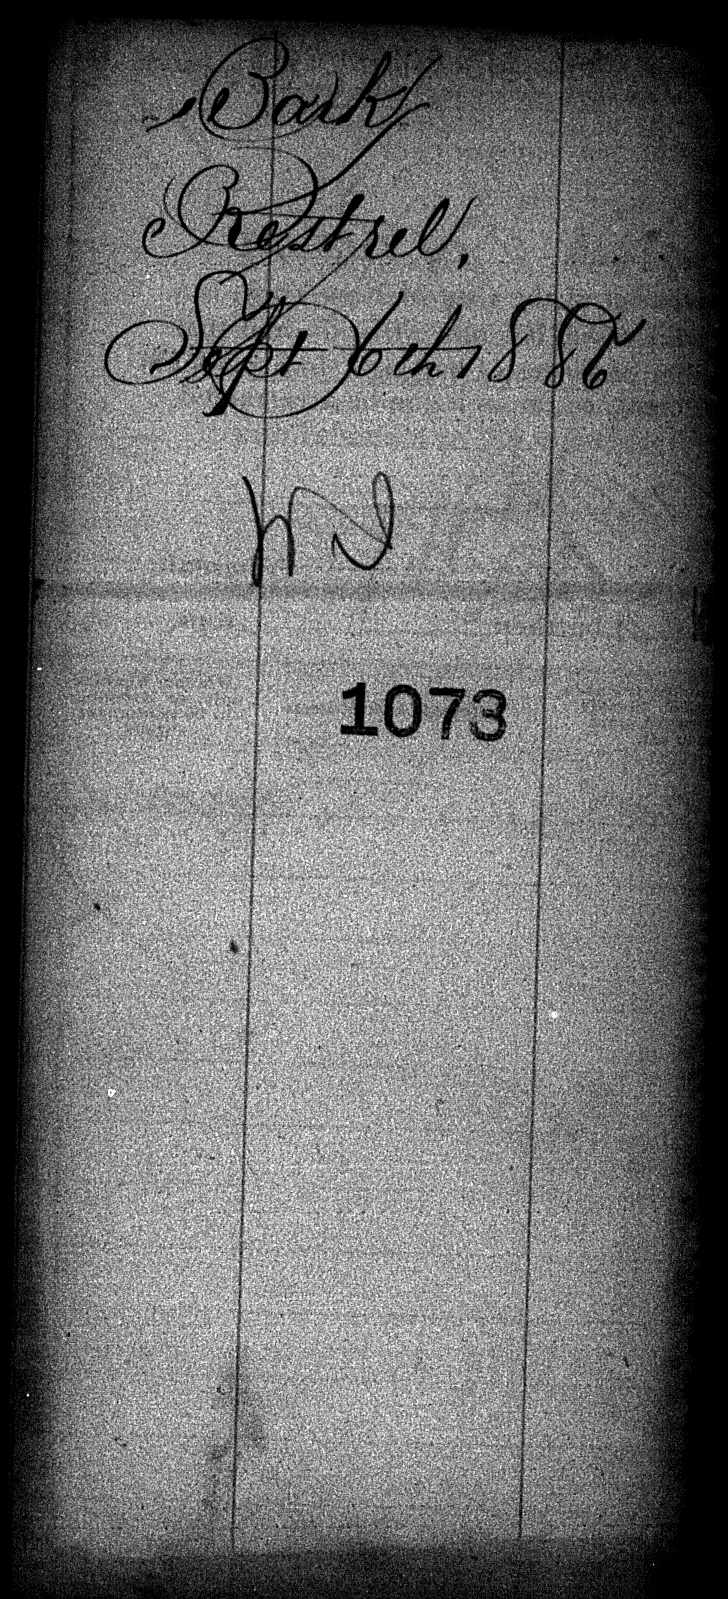 Bark
Kestrel,
Sept 6th 1886
1073